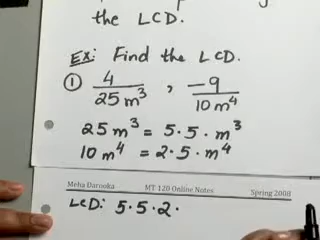 the LCD.
Ex: Find the LCD.
① 4/25m³ , -9/10m⁴
25m³ = 5·5·m³
10m⁴ = 2·5·m⁴
Meha Darooka MT 120 Online Notes Spring 2008
LCD: 5·5·2·